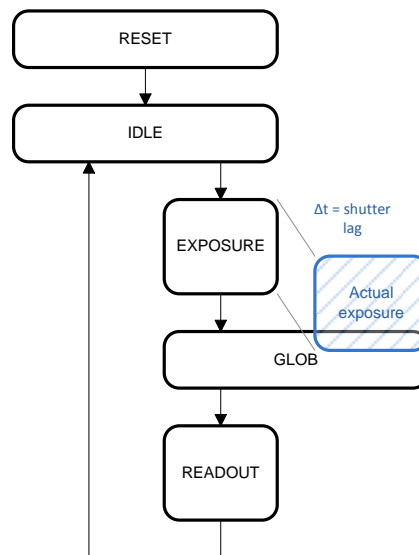 RESET
IDLE
Δt = shutter
lag
EXPOSURE
Actual
exposure
GLOB
READOUT